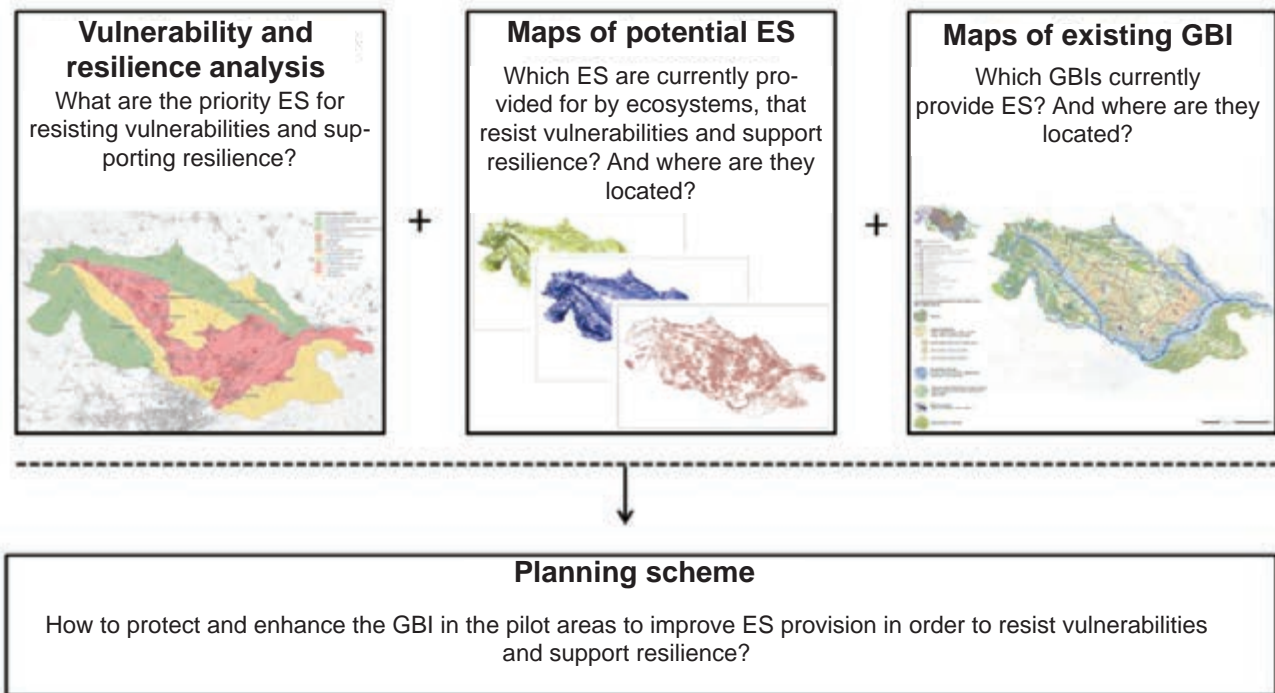 Vulnerability and
resilience analysis
What are the priority ES for
resisting vulnerabilities and sup-
porting resilience?
+
Maps of potential ES
Which ES are currently pro-
vided for by ecosystems, that
resist vulnerabilities and support
resilience? And where are they
located?
+
Maps of existing GBI
Which GBIs currently
provide ES? And where are they
located?
Planning scheme
How to protect and enhance the GBI in the pilot areas to improve ES provision in order to resist vulnerabilities
and support resilience?